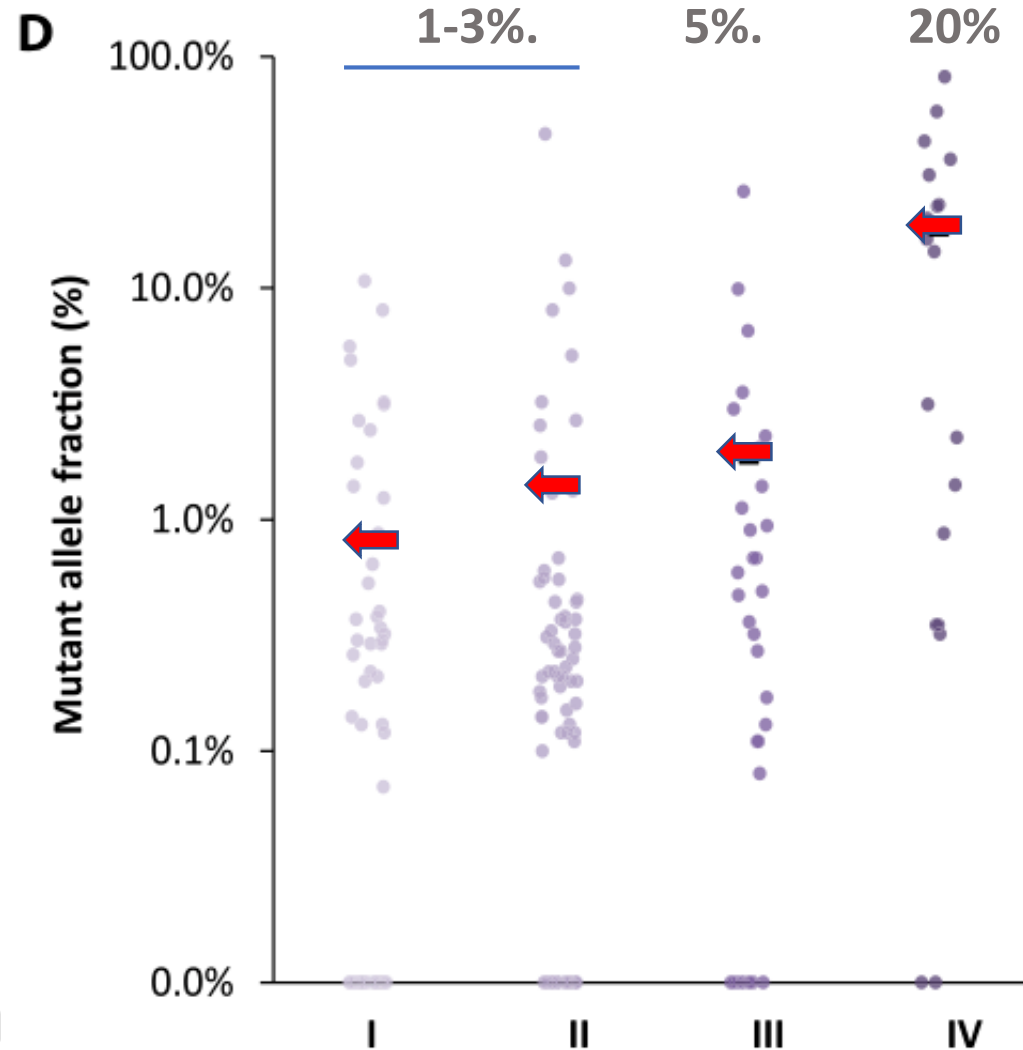 D
1-3%. 5%. 20%
100.0%
10.0%
1.0%
0.1%
0.0%
Mutant allele fraction (%)
I II III IV